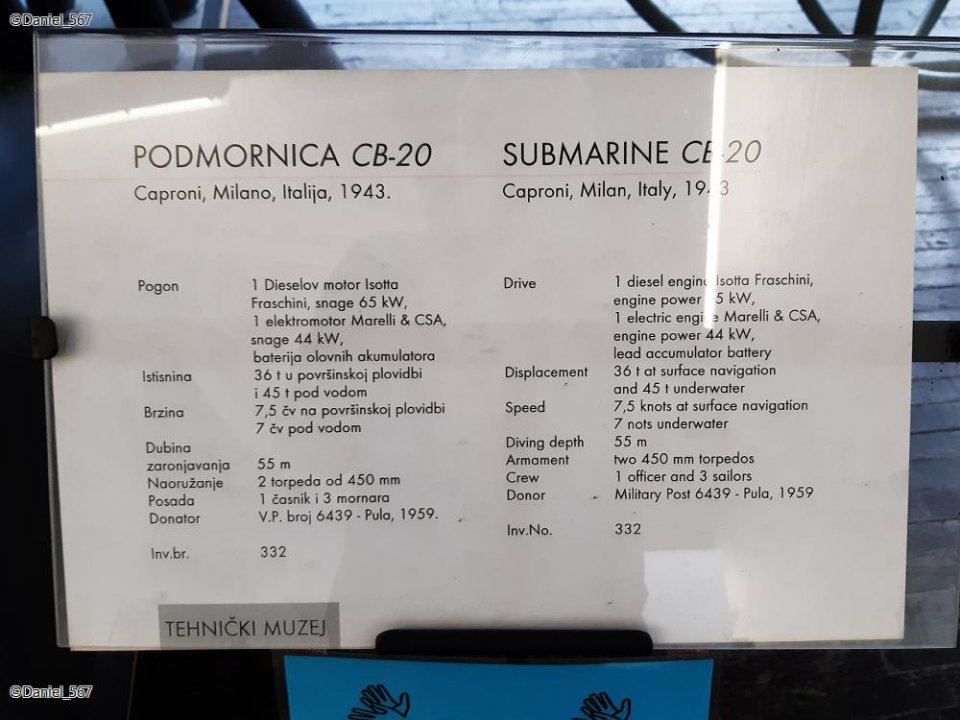 ©Daniel_567
PODMORNICA CB-20
Caproni, Milano, Italija, 1943.
Pogon 1 Dieselov motor Isotta
Fraschini, snage 65 kW,
1 elektromotor Marelli & CSA,
snage 44 kW,
baterija olovnih akumulatora
Istisnina 36 t u površinskoj plovidbi
i 45 t pod vodom
Brzina 7,5 čv na površinskoj plovidbi
7 čv pod vodom
Dubina
zaronjavanja 55 m
Naoružanje 2 torpeda od 450 mm
Posada 1 časnik i 3 mornara
Donator V.P. broj 6439 - Pula, 1959.
Inv.br. 332
TEHNIČKI MUZEJ
SUBMARINE CB-20
Caproni, Milan, Italy, 1943
Drive 1 diesel engine Isotta Fraschini,
engine power 65 kW,
1 electric engine Marelli & CSA,
engine power 44 kW,
lead accumulator battery
Displacement 36 t at surface navigation
and 45 t underwater
Speed 7,5 knots at surface navigation
7 nots underwater
Diving depth 55 m
Armament two 450 mm torpedos
Crew 1 officer and 3 sailors
Donor Military Post 6439 - Pula, 1959
Inv.No. 332
©Daniel_567